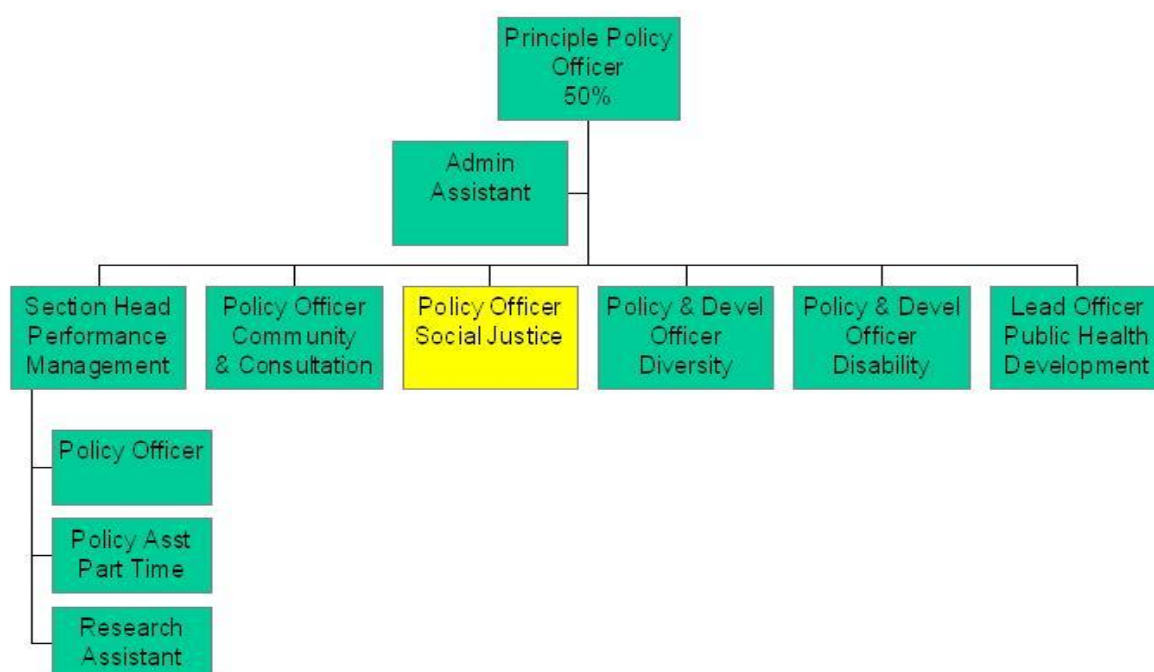 Principle Policy
Officer
50%
Admin
Assistant
Section Head
Performance
Management
Policy Officer
Community
& Consultation
Policy Officer
Social Justice
Policy & Devel
Officer
Diversity
Policy & Devel
Officer
Disability
Lead Officer
Public Health
Development
Policy Officer
Policy Asst
Part Time
Research
Assistant